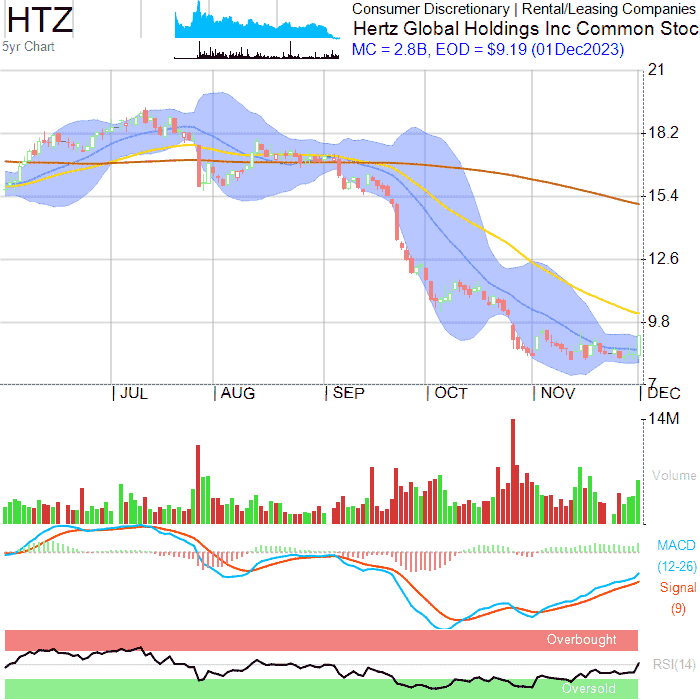 HTZ
Consumer Discretionary | Rental/Leasing Companies
5yr Chart
Hertz Global Holdings Inc Common Stoc
MC = 2.8B, EOD = $9.19 (01Dec2023)
21
18.2
15.4
12.6
9.8
7
JUL AUG SEP OCT NOV DEC
14M
Volume
MACD
(12-26)
Signal
(9)
Overbought
RSI(14)
Oversold